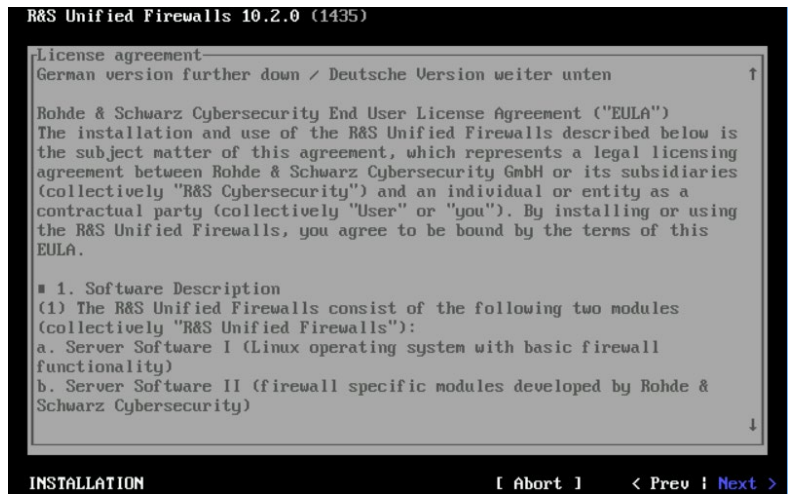 R&S Unified Firewalls 10.2.0 (1435)
License agreement
German version further down / Deutsche Version weiter unten ↑
Rohde & Schwarz Cybersecurity End User License Agreement ("EULA")
The installation and use of the R&S Unified Firewalls described below is
the subject matter of this agreement, which represents a legal licensing
agreement between Rohde & Schwarz Cybersecurity GmbH or its subsidiaries
(collectively "R&S Cybersecurity") and an individual or entity as a
contractual party (collectively "User" or "you"). By installing or using
the R&S Unified Firewalls, you agree to be bound by the terms of this
EULA.
■ 1. Software Description
(1) The R&S Unified Firewalls consist of the following two modules
(collectively "R&S Unified Firewalls"):
a. Server Software I (Linux operating system with basic firewall
functionality)
b. Server Software II (firewall specific modules developed by Rohde &
Schwarz Cybersecurity)
↓
INSTALLATION [ Abort ] < Prev ¦ Next >